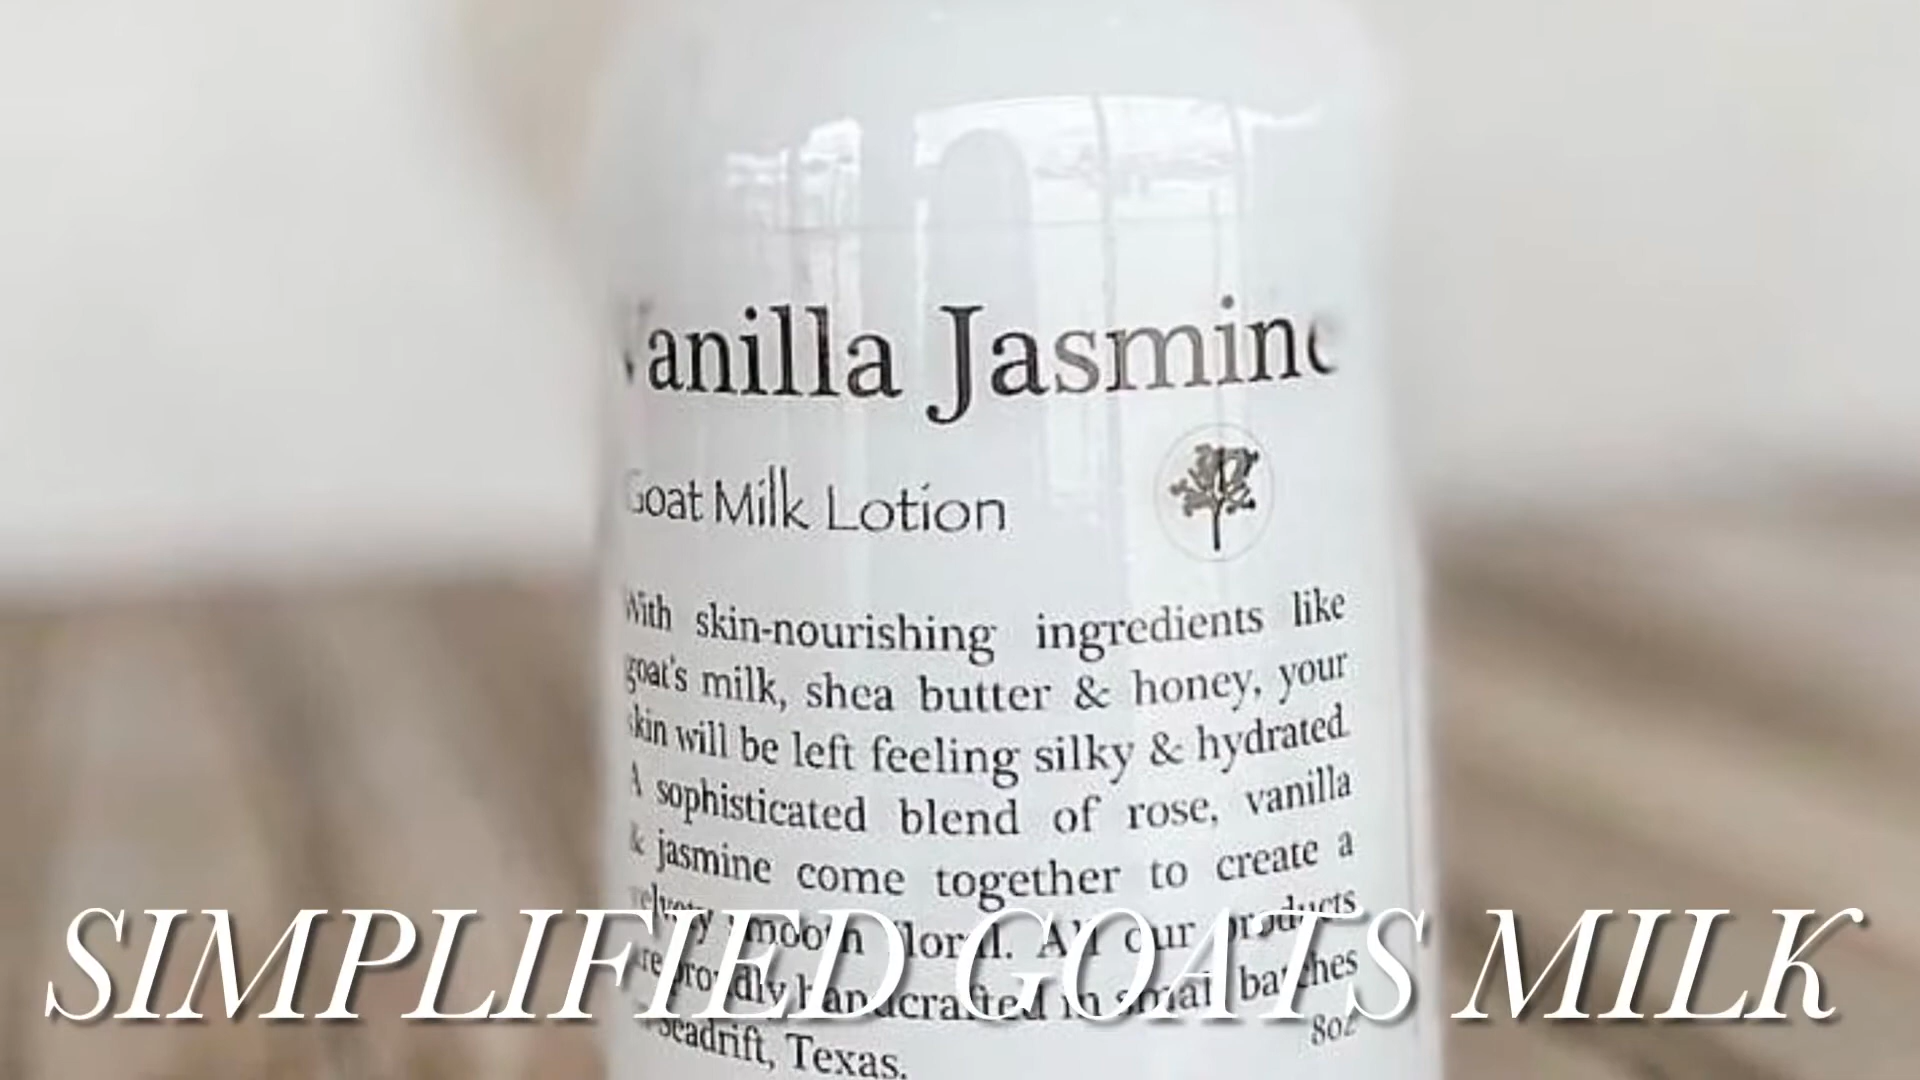 Vanilla Jasmine
Goat Milk Lotion
With skin-nourishing ingredients like
goat's milk, shea butter & honey, your
skin will be left feeling silky & hydrated.
A sophisticated blend of rose, vanilla
& jasmine come together to create a
velvety smooth floral. All our products
are proudly handcrafted in small batches
in Seadrift, Texas.
8oz
SIMPLIFIED GOATS MILK